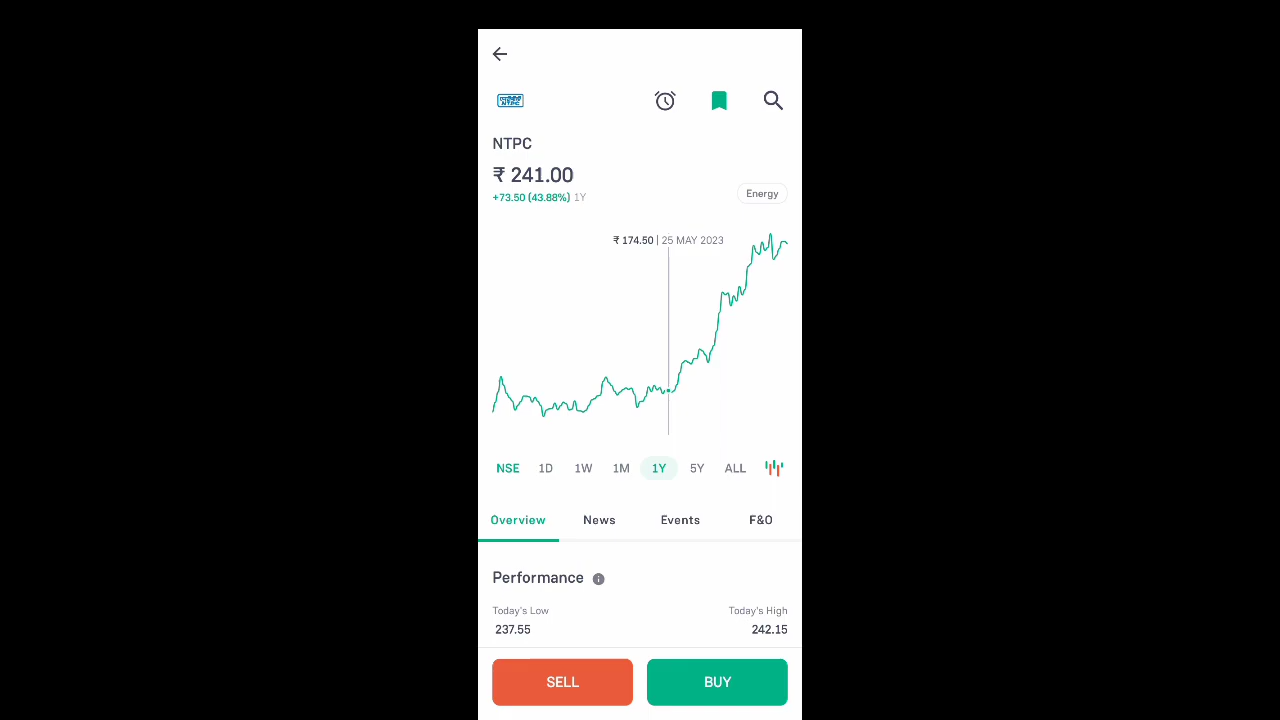 NTPC
NTPC
₹ 241.00
+73.50 (43.88%) 1Y
Energy
₹ 174.50 | 25 MAY 2023
NSE 1D 1W 1M 1Y 5Y ALL
Overview News Events F&O
Performance
Today's Low Today's High
237.55 242.15
SELL BUY